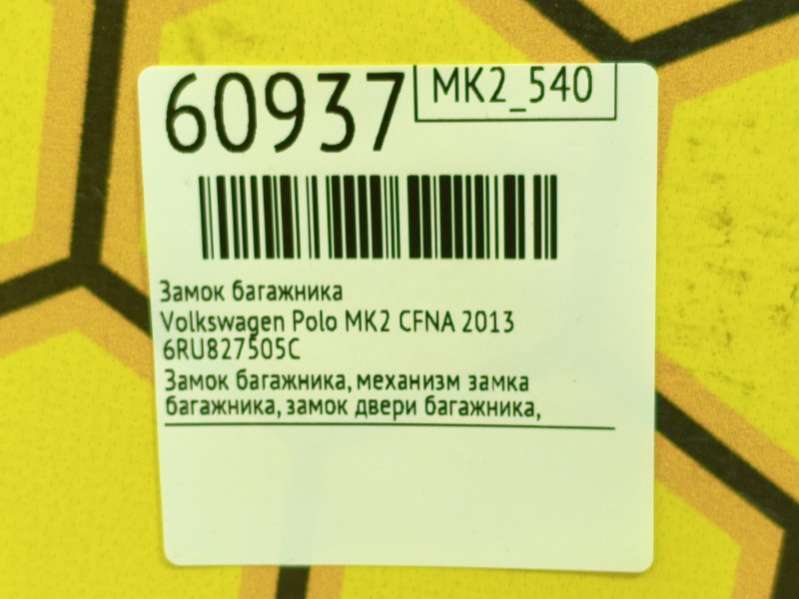 60937
MK2_540
Замок багажника
Volkswagen Polo MK2 CFNA 2013
6RU827505C
Замок багажника, механизм замка
багажника, замок двери багажника,